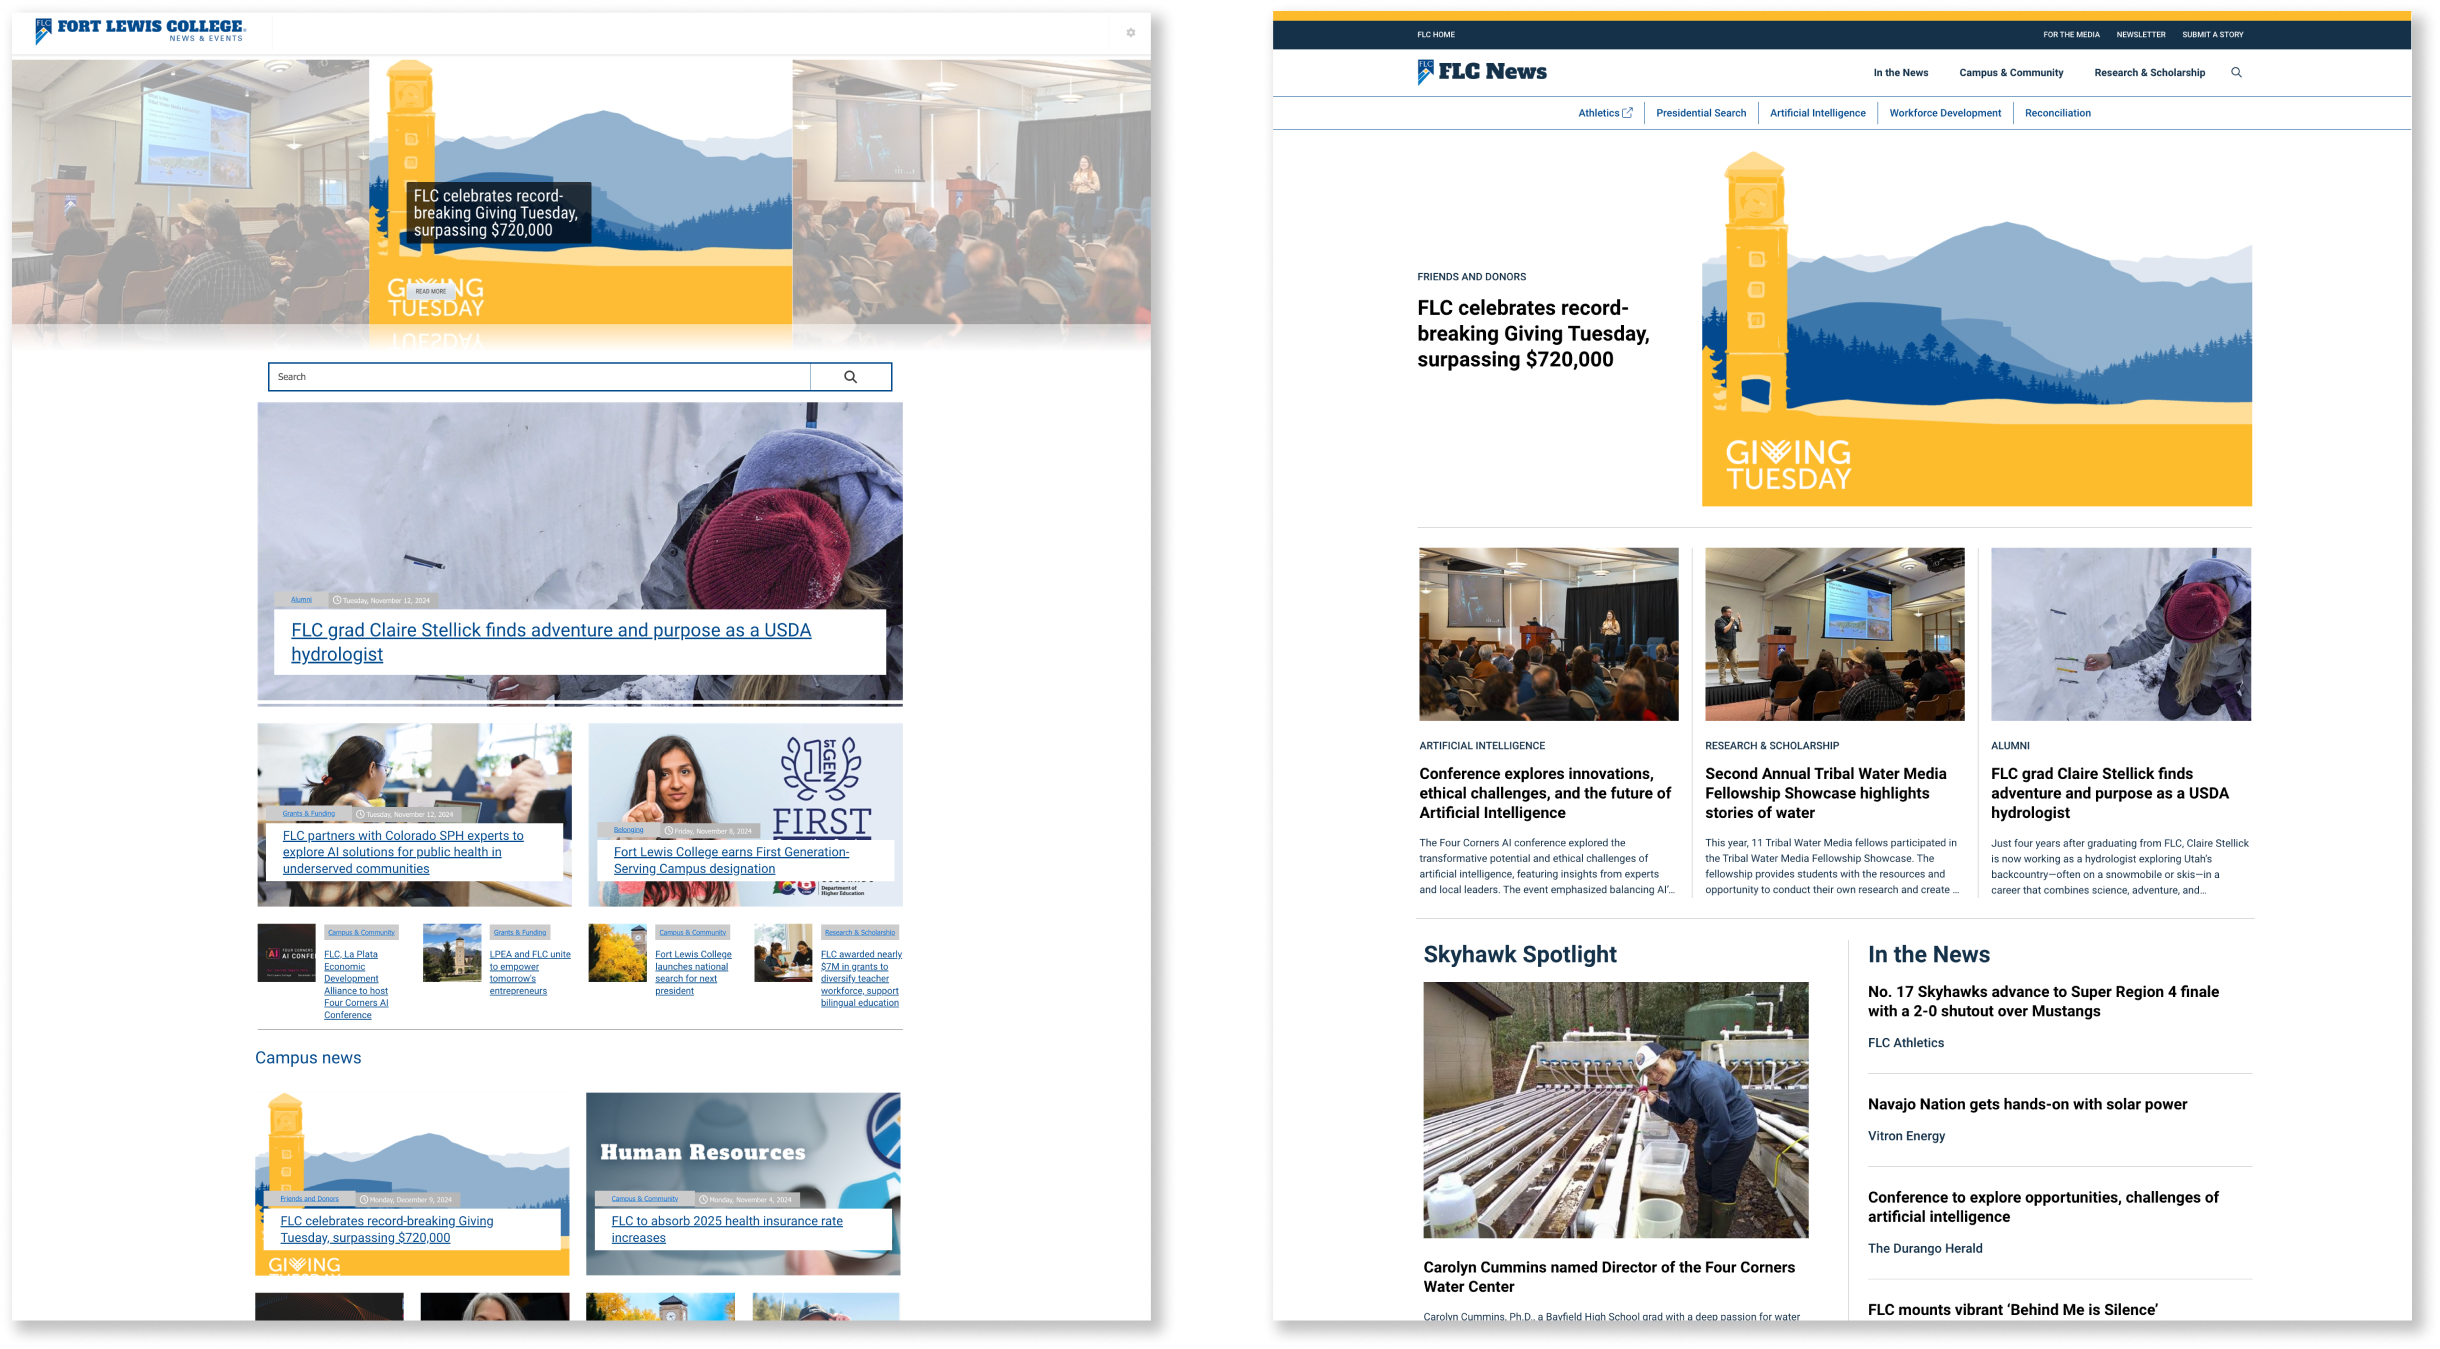 FLC
FORT LEWIS COLLEGE
NEWS & EVENTS
FLC celebrates record-
breaking Giving Tuesday,
surpassing $720,000
READ MORE
GIVING
TUESDAY
Search
Alumni
Tuesday, November 12, 2024
FLC grad Claire Stellick finds adventure and purpose as a USDA
hydrologist
Grants & Funding
Tuesday, November 12, 2024
FLC partners with Colorado SPH experts to
explore AI solutions for public health in
underserved communities
1ST GEN
FIRST
Belonging
Friday, November 8, 2024
Fort Lewis College earns First Generation-
Serving Campus designation
Department of
Higher Education
AI
FOUR CORNERS
AI CONFE
Campus & Community
FLC, La Plata
Economic
Development
Alliance to host
Four Corners AI
Conference
Grants & Funding
LPEA and FLC unite
to empower
tomorrow's
entrepreneurs
Campus & Community
Fort Lewis College
launches national
search for next
president
Research & Scholarship
FLC awarded nearly
$7M in grants to
diversify teacher
workforce, support
bilingual education
Campus news
Friends and Donors
Monday, December 9, 2024
FLC celebrates record-breaking Giving
Tuesday, surpassing $720,000
GIVING
TUESDAY
Human Resources
Campus & Community
Monday, November 4, 2024
FLC to absorb 2025 health insurance rate
increases
FLC HOME
FOR THE MEDIA
NEWSLETTER
SUBMIT A STORY
FLC
FLC News
In the News
Campus & Community
Research & Scholarship
Athletics
Presidential Search
Artificial Intelligence
Workforce Development
Reconciliation
FRIENDS AND DONORS
FLC celebrates record-
breaking Giving Tuesday,
surpassing $720,000
GIVING
TUESDAY
ARTIFICIAL INTELLIGENCE
Conference explores innovations,
ethical challenges, and the future of
Artificial Intelligence
The Four Corners AI conference explored the
transformative potential and ethical challenges of
artificial intelligence, featuring insights from experts
and local leaders. The event emphasized balancing AI'...
RESEARCH & SCHOLARSHIP
Second Annual Tribal Water Media
Fellowship Showcase highlights
stories of water
This year, 11 Tribal Water Media fellows participated in
the Tribal Water Media Fellowship Showcase. The
fellowship provides students with the resources and
opportunity to conduct their own research and create ...
ALUMNI
FLC grad Claire Stellick finds
adventure and purpose as a USDA
hydrologist
Just four years after graduating from FLC, Claire Stellick
is now working as a hydrologist exploring Utah's
backcountry—often on a snowmobile or skis—in a
career that combines science, adventure, and...
Skyhawk Spotlight
Carolyn Cummins named Director of the Four Corners
Water Center
Carolyn Cummins, Ph.D., a Bayfield High School grad with a deep passion for water
In the News
No. 17 Skyhawks advance to Super Region 4 finale
with a 2-0 shutout over Mustangs
FLC Athletics
Navajo Nation gets hands-on with solar power
Vitron Energy
Conference to explore opportunities, challenges of
artificial intelligence
The Durango Herald
FLC mounts vibrant ‘Behind Me is Silence’